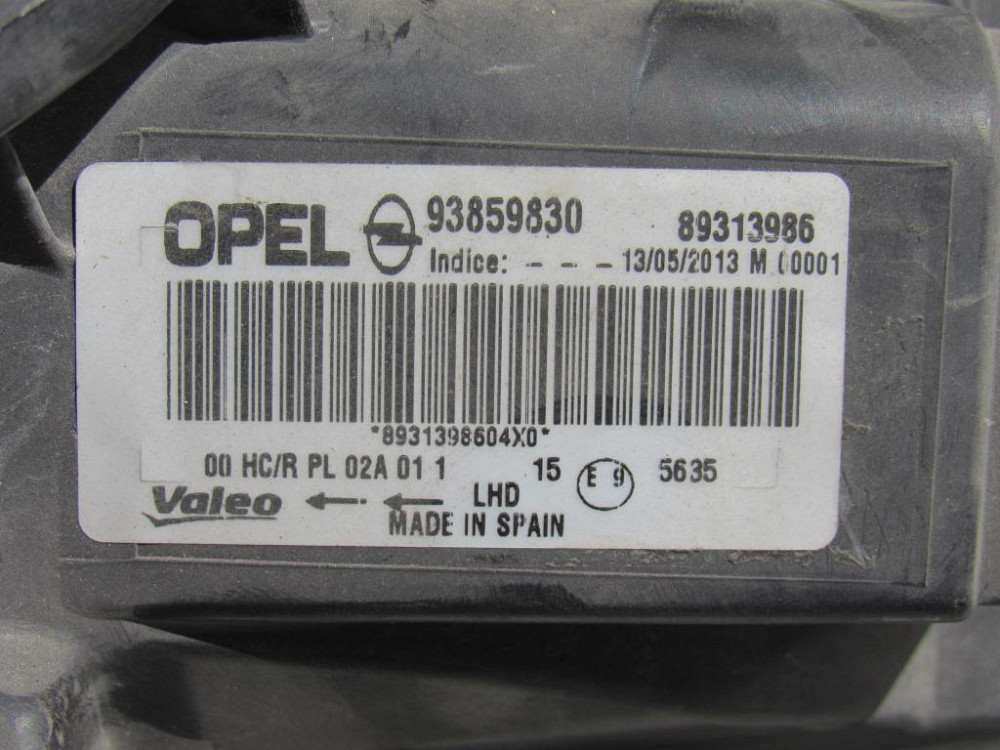 OPEL 93859830 89313986
Indice: - - - 13/05/2013 M 00001
*8931398604X0*
00 HC/R PL 02A 01 1 15 E 9 5635
Valeo LHD
MADE IN SPAIN